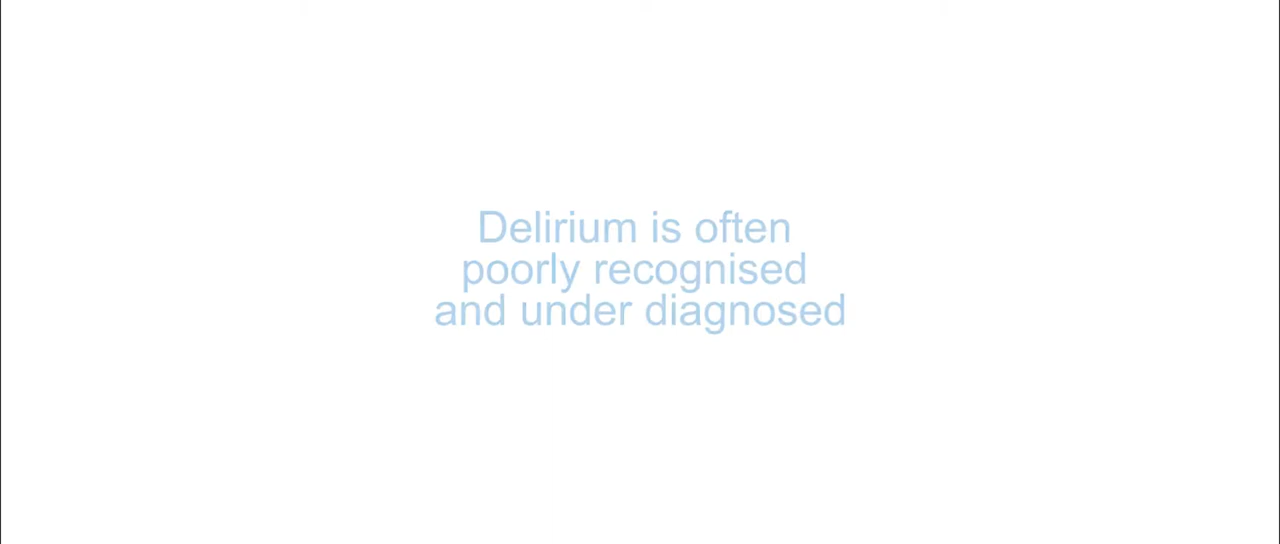 Delirium is often
poorly recognised
and under diagnosed